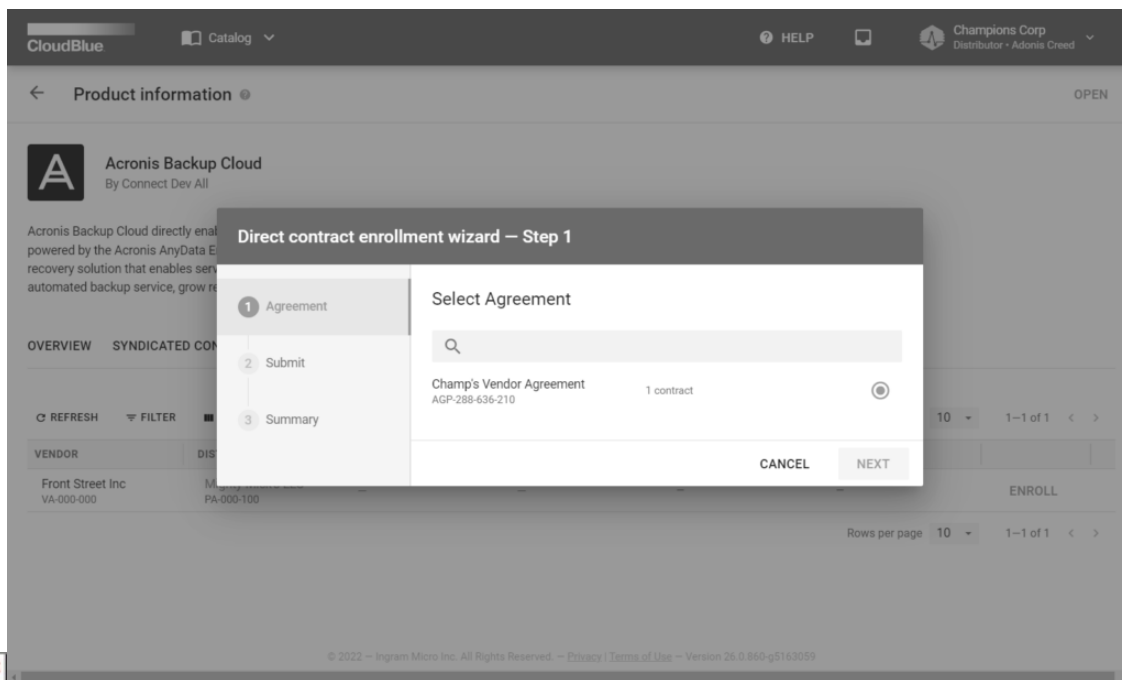 CloudBlue.
Catalog
HELP
Champions Corp
Distributor • Adonis Creed
Product information
OPEN
Acronis Backup Cloud
By Connect Dev All
Acronis Backup Cloud directly
powered by the Acronis AnyData
recovery solution that enables
automated backup service, grow
Direct contract enrollment wizard — Step 1
1 Agreement
2 Submit
3 Summary
Select Agreement
Champ's Vendor Agreement
AGP-288-636-210
1 contract
CANCEL
NEXT
OVERVIEW
SYNDICATED
REFRESH
FILTER
10
1–1 of 1
VENDOR
Front Street Inc
VA-000-000
PA-000-100
–
–
–
–
ENROLL
Rows per page 10
1–1 of 1
© 2022 — Ingram Micro Inc. All Rights Reserved. — Privacy | Terms of Use — Version 26.0.860-g5163059